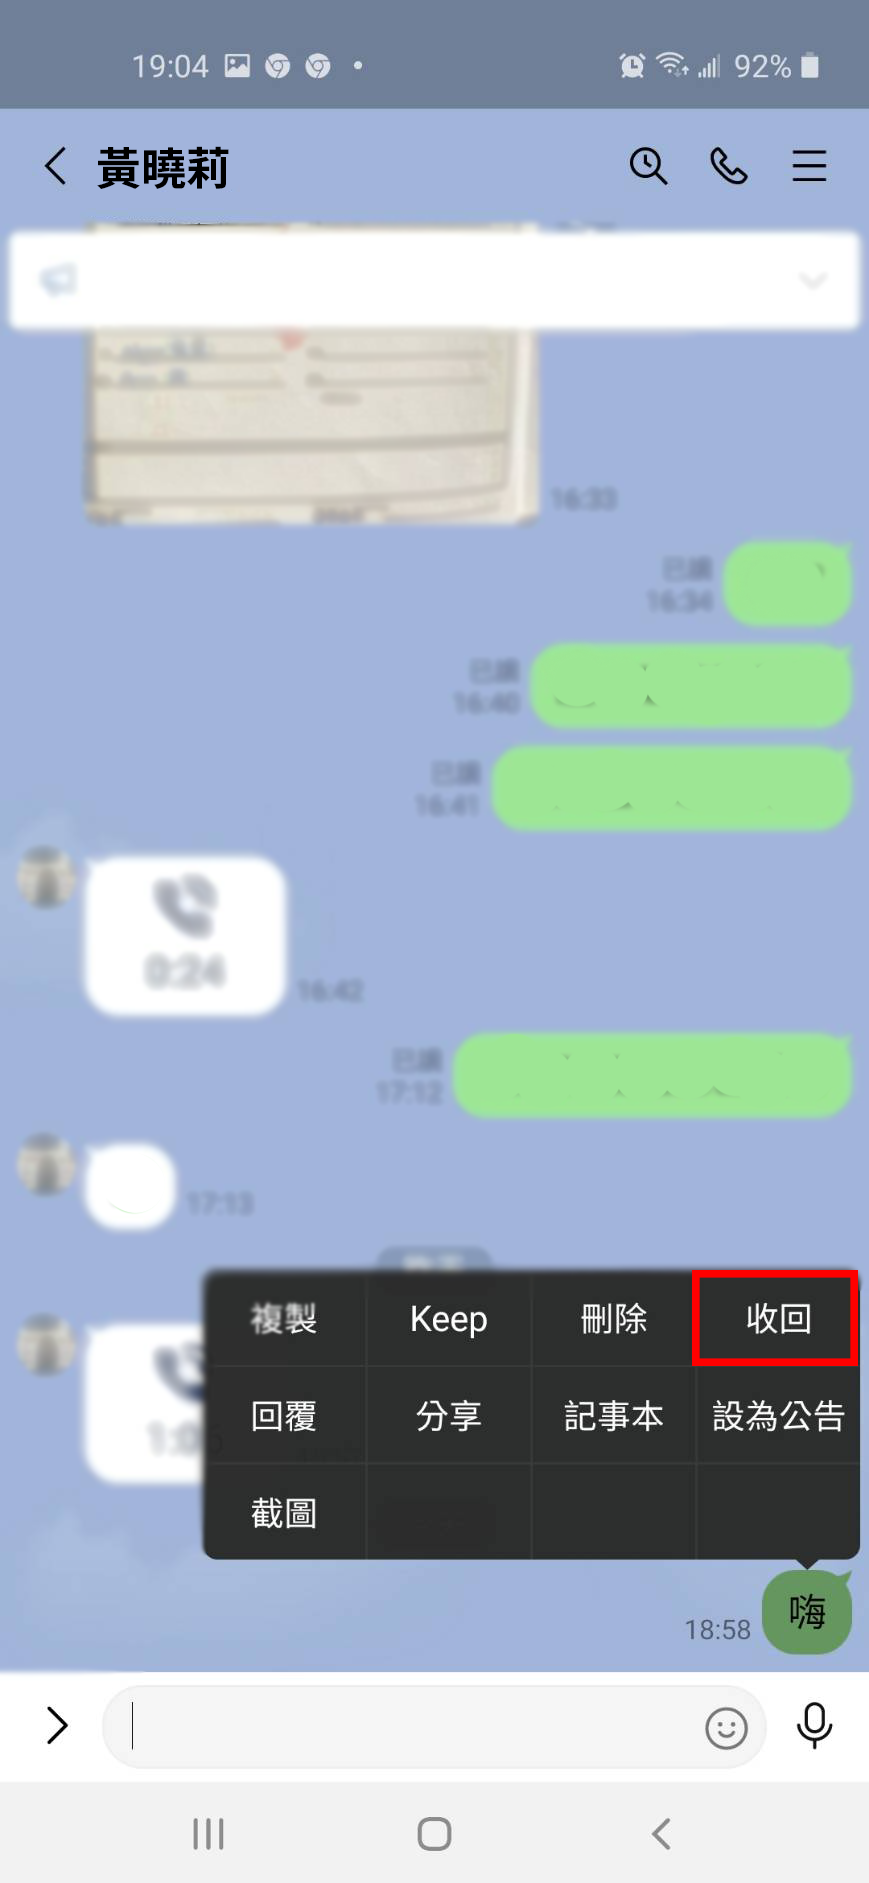 19:04
92%
黃曉莉
16:33
已讀
16:34
已讀
16:40
已讀
16:41
0:24
16:42
已讀
17:12
17:13
複製 Keep 刪除 收回
回覆 分享 記事本 設為公告
截圖
嗨
18:58